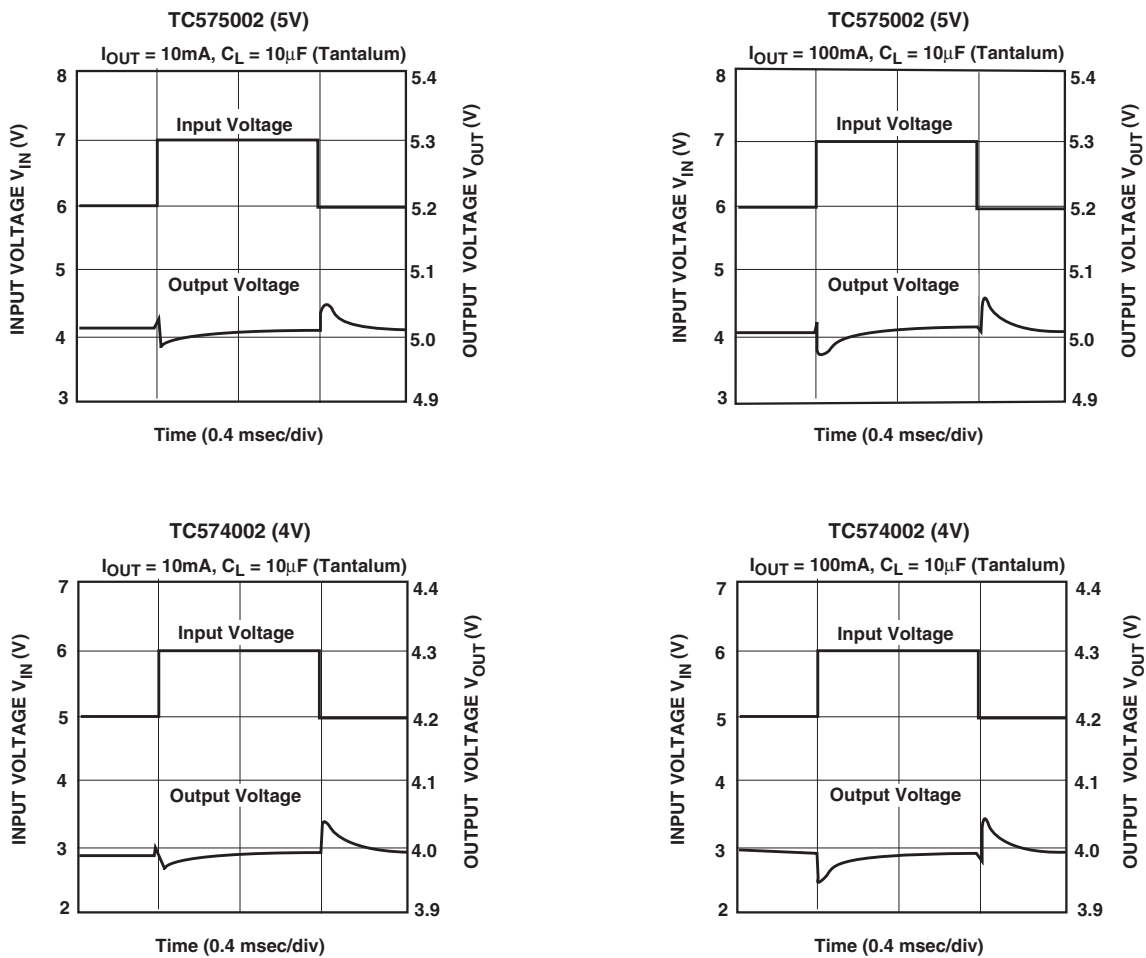 TC575002 (5V)
IOUT = 10mA, CL = 10μF (Tantalum)
INPUT VOLTAGE VIN (V)
8
7
6
5
4
3
Input Voltage
Output Voltage
5.4
5.3
5.2
5.1
5.0
4.9
OUTPUT VOLTAGE VOUT (V)
Time (0.4 msec/div)
TC575002 (5V)
IOUT = 100mA, CL = 10μF (Tantalum)
INPUT VOLTAGE VIN (V)
8
7
6
5
4
3
Input Voltage
Output Voltage
5.4
5.3
5.2
5.1
5.0
4.9
OUTPUT VOLTAGE VOUT (V)
Time (0.4 msec/div)
TC574002 (4V)
IOUT = 10mA, CL = 10μF (Tantalum)
INPUT VOLTAGE VIN (V)
7
6
5
4
3
2
Input Voltage
Output Voltage
4.4
4.3
4.2
4.1
4.0
3.9
OUTPUT VOLTAGE VOUT (V)
Time (0.4 msec/div)
TC574002 (4V)
IOUT = 100mA, CL = 10μF (Tantalum)
INPUT VOLTAGE VIN (V)
7
6
5
4
3
2
Input Voltage
Output Voltage
4.4
4.3
4.2
4.1
4.0
3.9
OUTPUT VOLTAGE VOUT (V)
Time (0.4 msec/div)